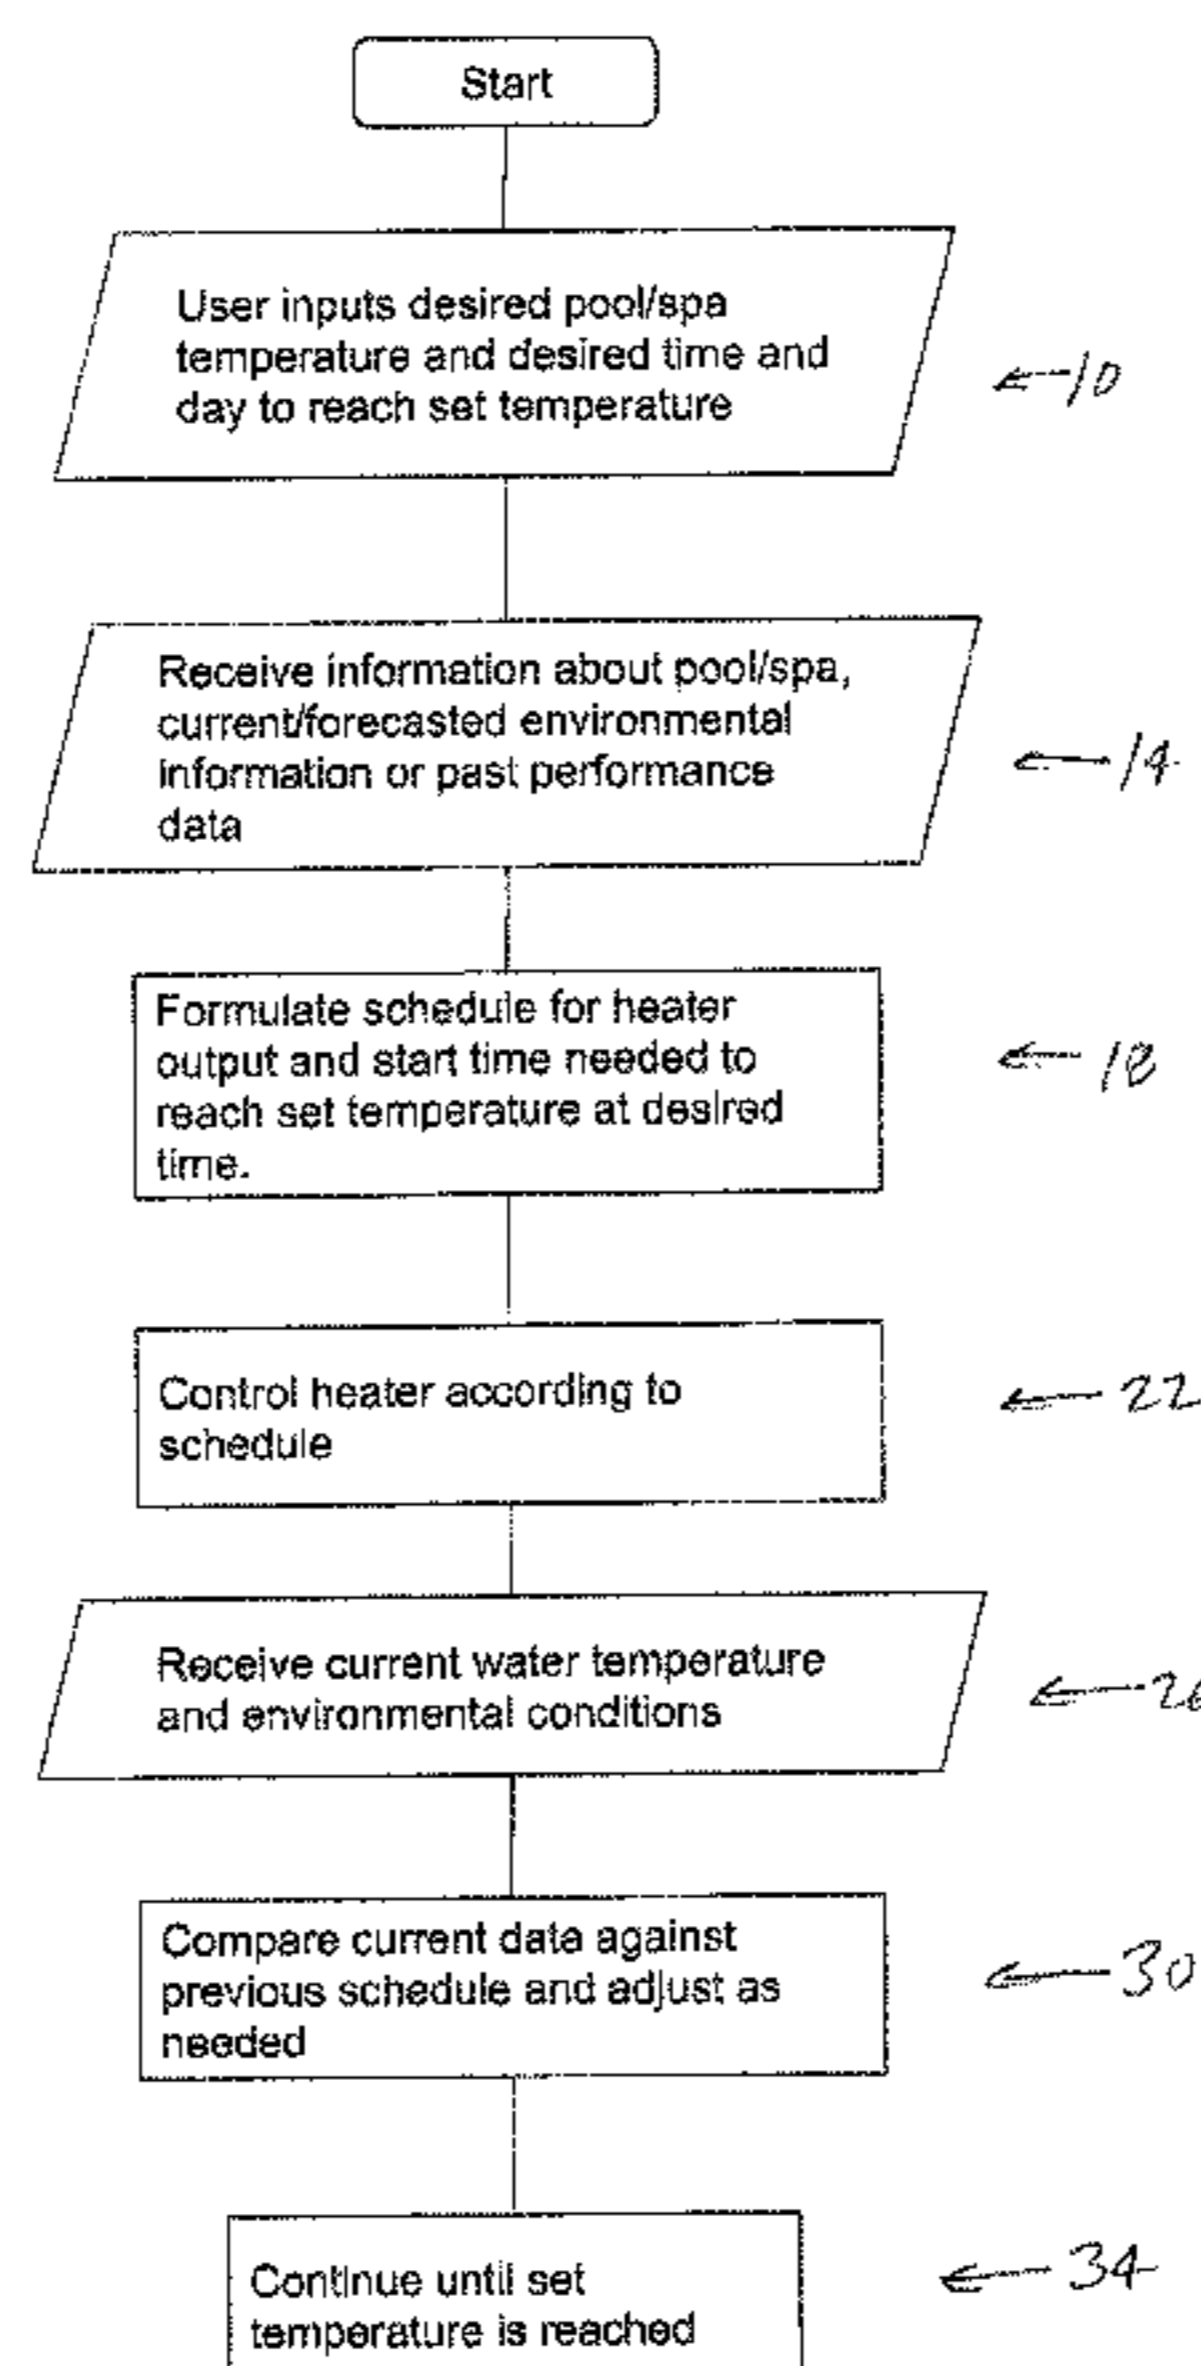 Start
User inputs desired pool/spa
temperature and desired time and
day to reach set temperature
10
Receive information about pool/spa,
current/forecasted environmental
information or past performance
data
14
Formulate schedule for heater
output and start time needed to
reach set temperature at desired
time.
18
Control heater according to
schedule
22
Receive current water temperature
and environmental conditions
26
Compare current data against
previous schedule and adjust as
needed
30
Continue until set
temperature is reached
34